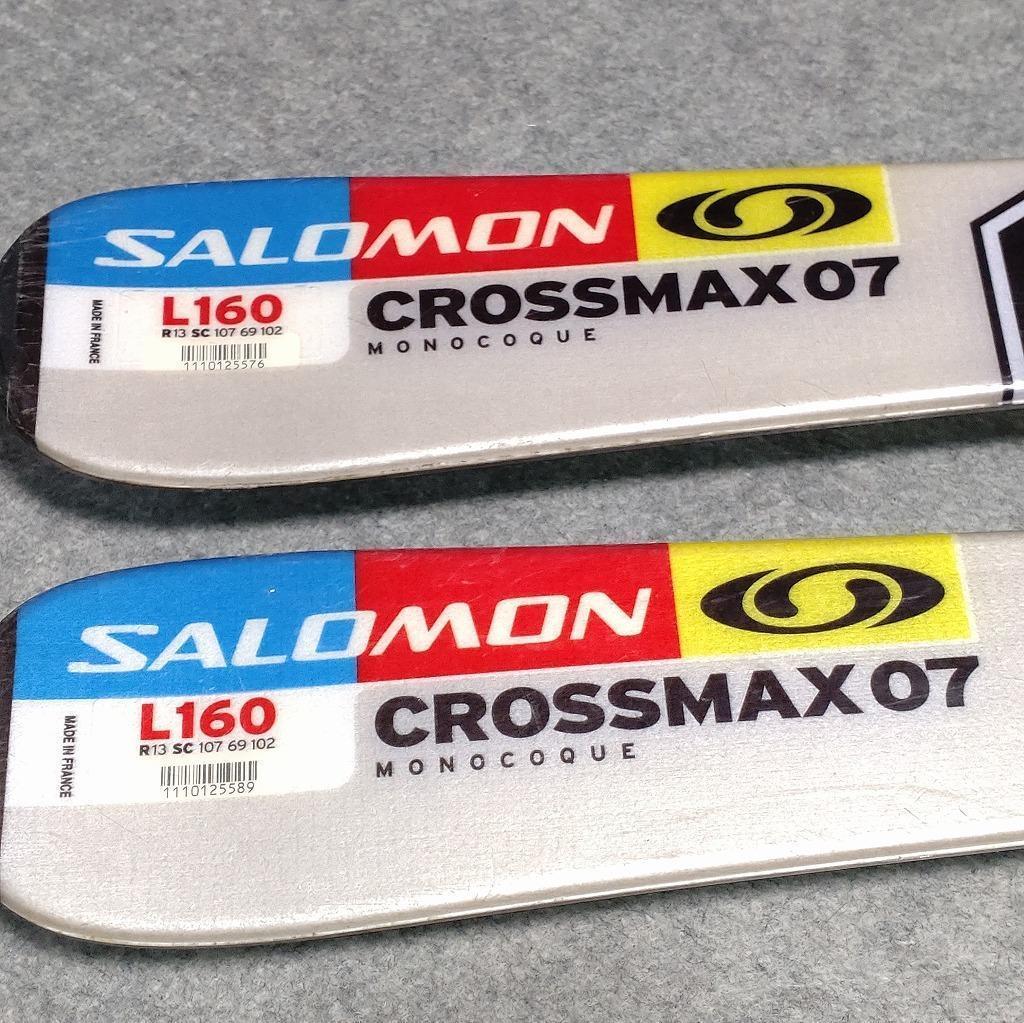 SALOMON
MADE IN FRANCE
L160
R13 SC 107 69 102
1110125576
CROSSMAX 07
MONOCOQUE
SALOMON
MADE IN FRANCE
L160
R13 SC 107 69 102
1110125589
CROSSMAX 07
MONOCOQUE